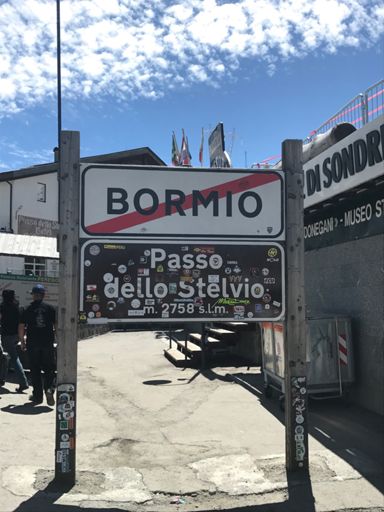 BORMIO
Passo
dello Stelvio
m. 2758 s.l.m.
DI SONDR
DONEGANI - MUSEO ST